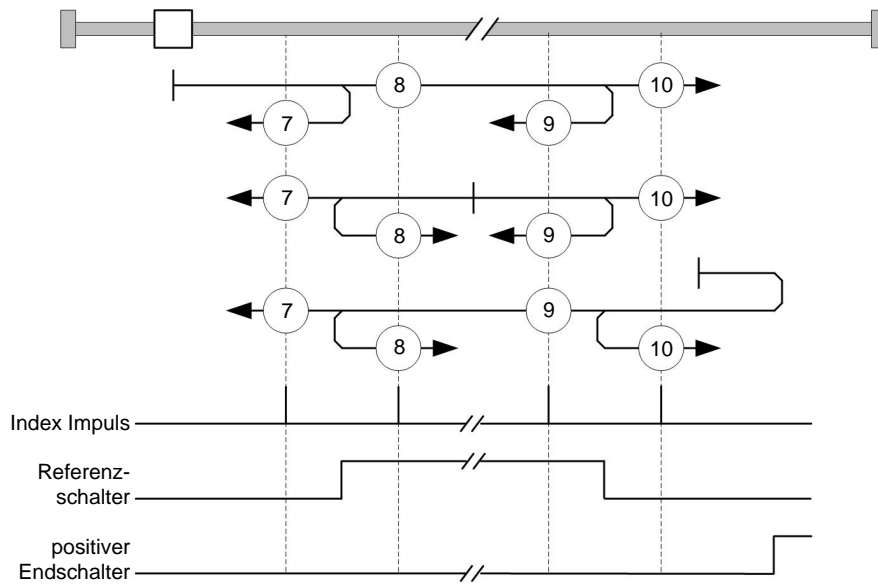 8
10
7
9
7
10
8
9
7
9
8
10
Index Impuls
Referenz-
schalter
positiver
Endschalter